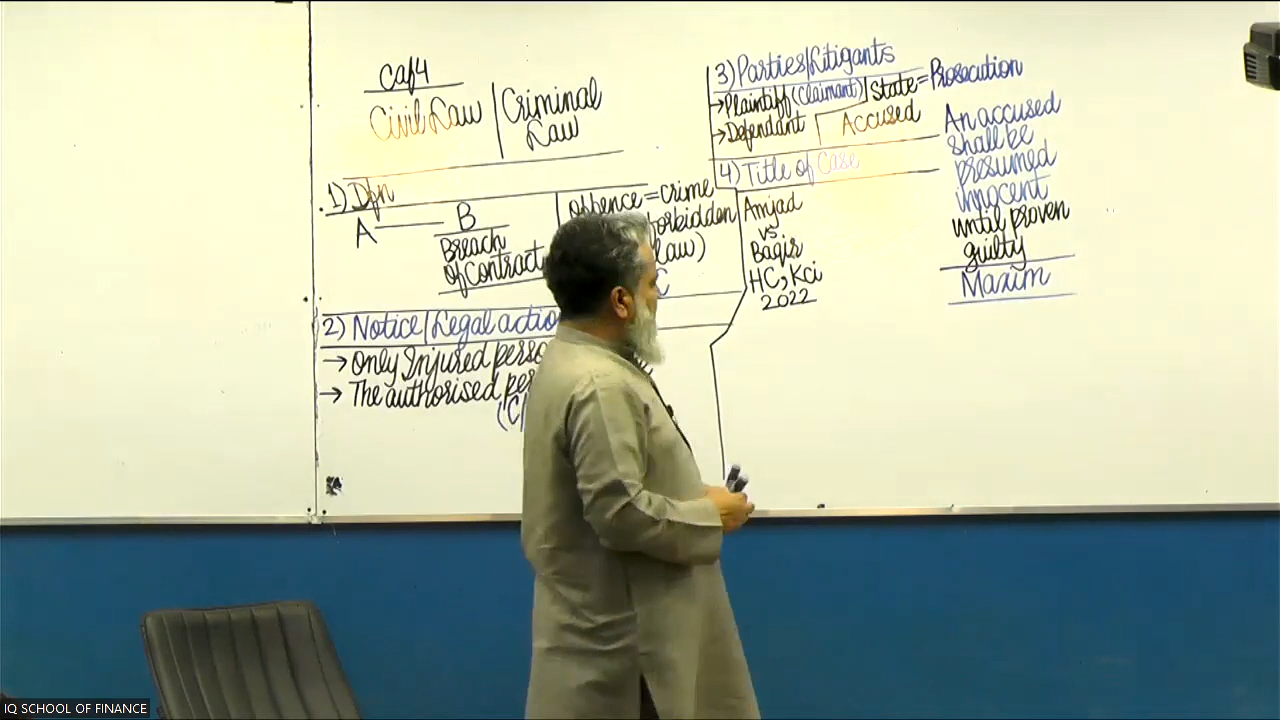 Caf4
Civil Law | Criminal Law
1) Dfn
A —— B
Breach
of Contract
offence = crime
forbidden
law)
C
2) Notice/Legal actio
→ Only Injured perso
→ The authorised per
(C
3) Parties/Litigants
→ Plaintiff (Claimant) / State = Prosecution
→ Defendant
Accused
4) Title of Case
Amjad
vs.
Baqir
HC, Kci
2022
An accused
shall be
presumed
innocent
until proven
guilty
Maxim
IQ SCHOOL OF FINANCE